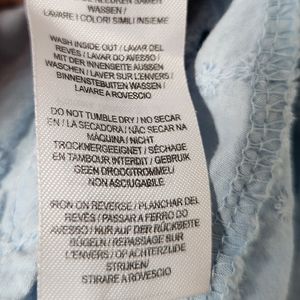 WASSEN /
LAVARE I COLORI SIMILI INSIEME
WASH INSIDE OUT / LAVAR DEL
REVÉS / LAVAR DO AVESSO /
MIT DER INNENSEITE AUSSEN
WASCHEN / LAVER SUR L'ENVERS /
BINNENSTEBUITEN WASSEN /
LAVARE A ROVESCIO
DO NOT TUMBLE DRY / NO SECAR
EN / LA SECADORA / NÃO SECAR NA
MÁQUINA / NICHT
TROCKNERGEEIGNET / SÉCHAGE
EN TAMBOUR INTERDIT / GEBRUIK
GEEN DROOGTROMMEL
NON ASCIUGABILE
IRON ON REVERSE / PLANCHAR DEL
REVÉS / PASSAR A FERRO DO
AVESSO / NUR AUF DER RÜCKSEITE
BÜGELN / REPASSAGE SUR
L'ENVERS / OP ACHTERZIJDE
STRIJKEN/
STIRARE A ROVESCIO